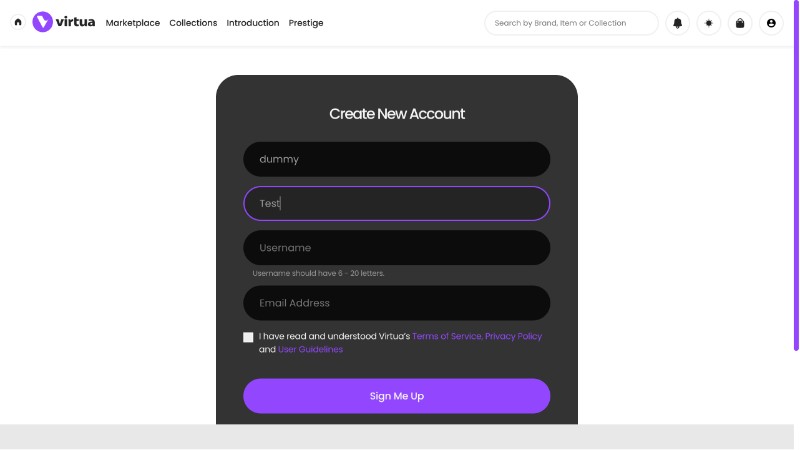 virtua
Marketplace
Collections
Introduction
Prestige
Search by Brand, Item or Collection
Create New Account
dummy
Test
Username
Username should have 6 - 20 letters.
Email Address
I have read and understood Virtua's Terms of Service, Privacy Policy
and User Guidelines
Sign Me Up